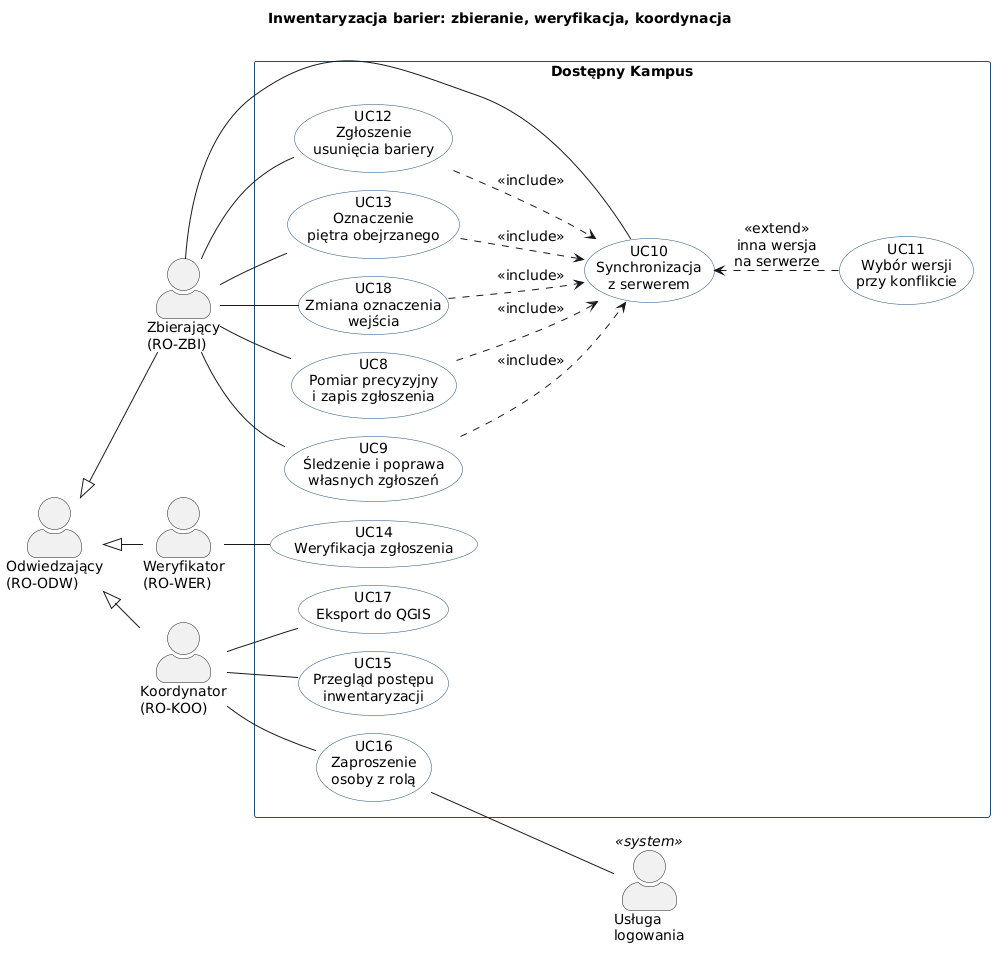 Inwentaryzacja barier: zbieranie, weryfikacja, koordynacja
Dostępny Kampus
UC12
Zgłoszenie
usunięcia bariery
«include»
UC13
Oznaczenie
piętra obejrzanego
«include»
UC18
Zmiana oznaczenia
wejścia
«include»
UC8
Pomiar precyzyjny
i zapis zgłoszenia
«include»
UC9
Śledzenie i poprawa
własnych zgłoszeń
«include»
UC10
Synchronizacja
z serwerem
«extend»
inna wersja
na serwerze
UC11
Wybór wersji
przy konflikcie
Zbierający
(RO-ZBI)
Odwiedzający
(RO-ODW)
Weryfikator
(RO-WER)
UC14
Weryfikacja zgłoszenia
UC17
Eksport do QGIS
Koordynator
(RO-KOO)
UC15
Przegląd postępu
inwentaryzacji
UC16
Zaproszenie
osoby z rolą
«system»
Usługa
logowania